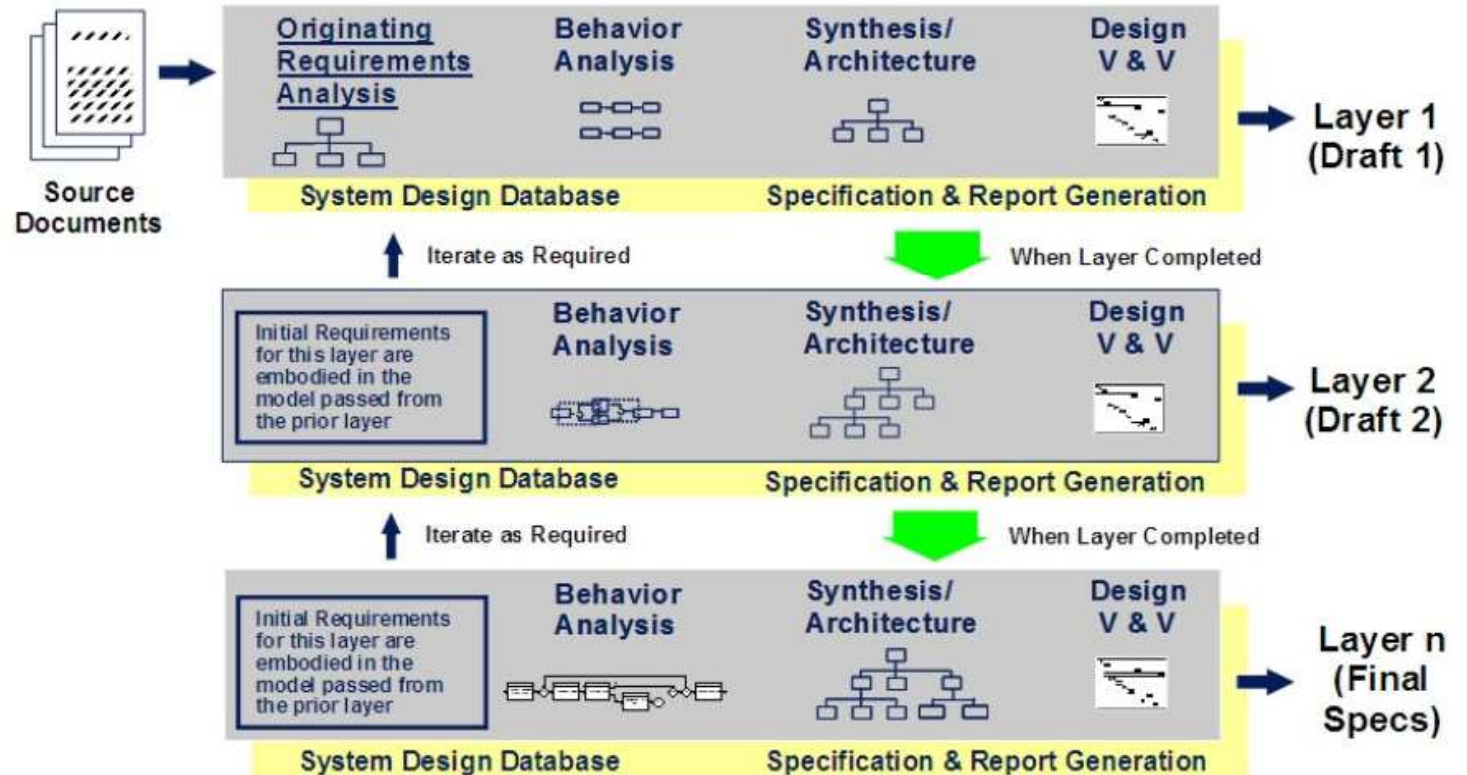 Originating
Requirements
Analysis
Behavior
Analysis
Synthesis/
Architecture
Design
V & V
Source
Documents
Layer 1
(Draft 1)
System Design Database
Specification & Report Generation
Iterate as Required
When Layer Completed
Initial Requirements
for this layer are
embodied in the
model passed from
the prior layer
Behavior
Analysis
Synthesis/
Architecture
Design
V & V
Layer 2
(Draft 2)
System Design Database
Specification & Report Generation
Iterate as Required
When Layer Completed
Initial Requirements
for this layer are
embodied in the
model passed from
the prior layer
Behavior
Analysis
Synthesis/
Architecture
Design
V & V
Layer n
(Final
Specs)
System Design Database
Specification & Report Generation